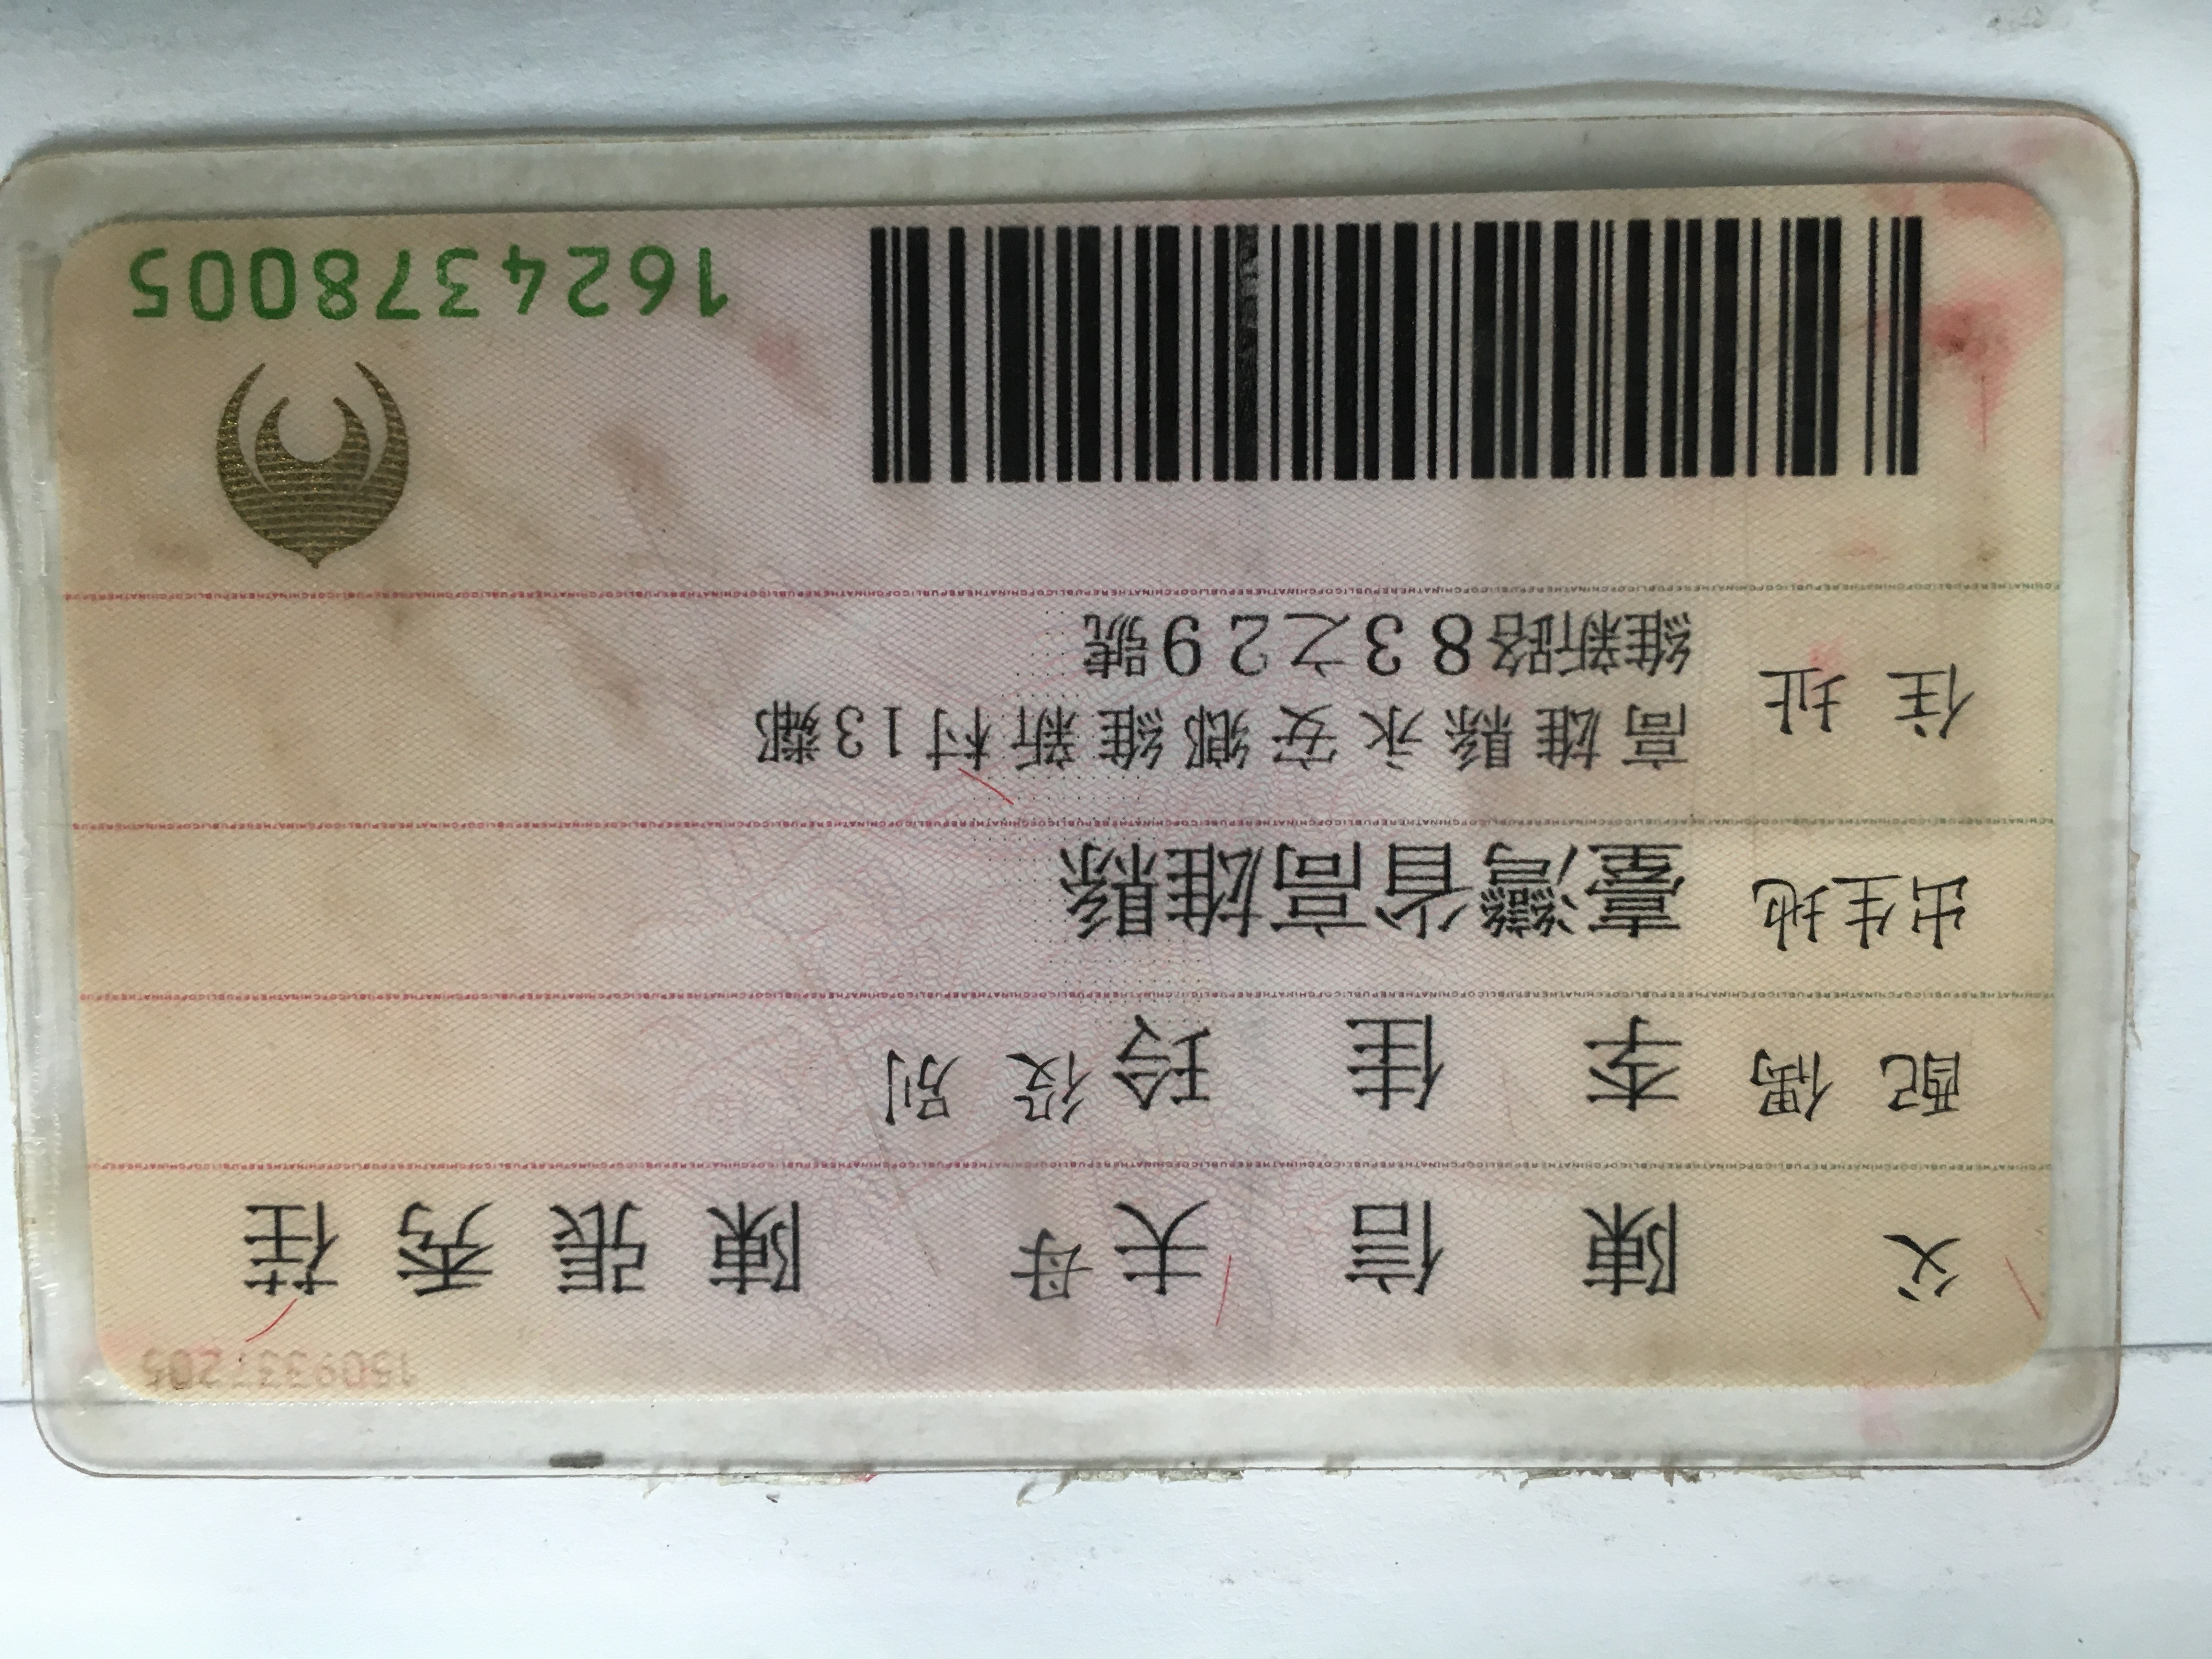 父 陳信夫 母 陳張秀荏
配偶 李佳玲 役別
出生地 臺灣省高雄縣
住址 高雄縣永安鄉維新村13鄰
維新路83之29號
1624378005